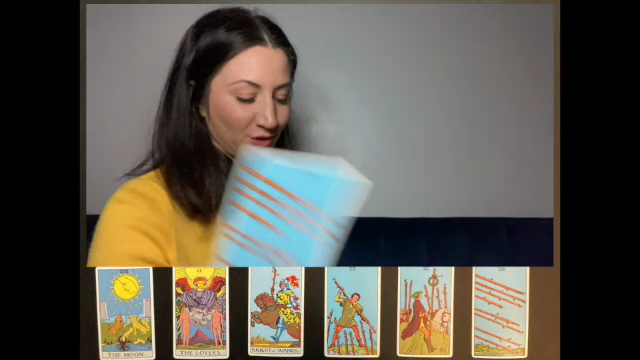 THE MOON.
THE LOVERS.
KNIGHT of WANDS.